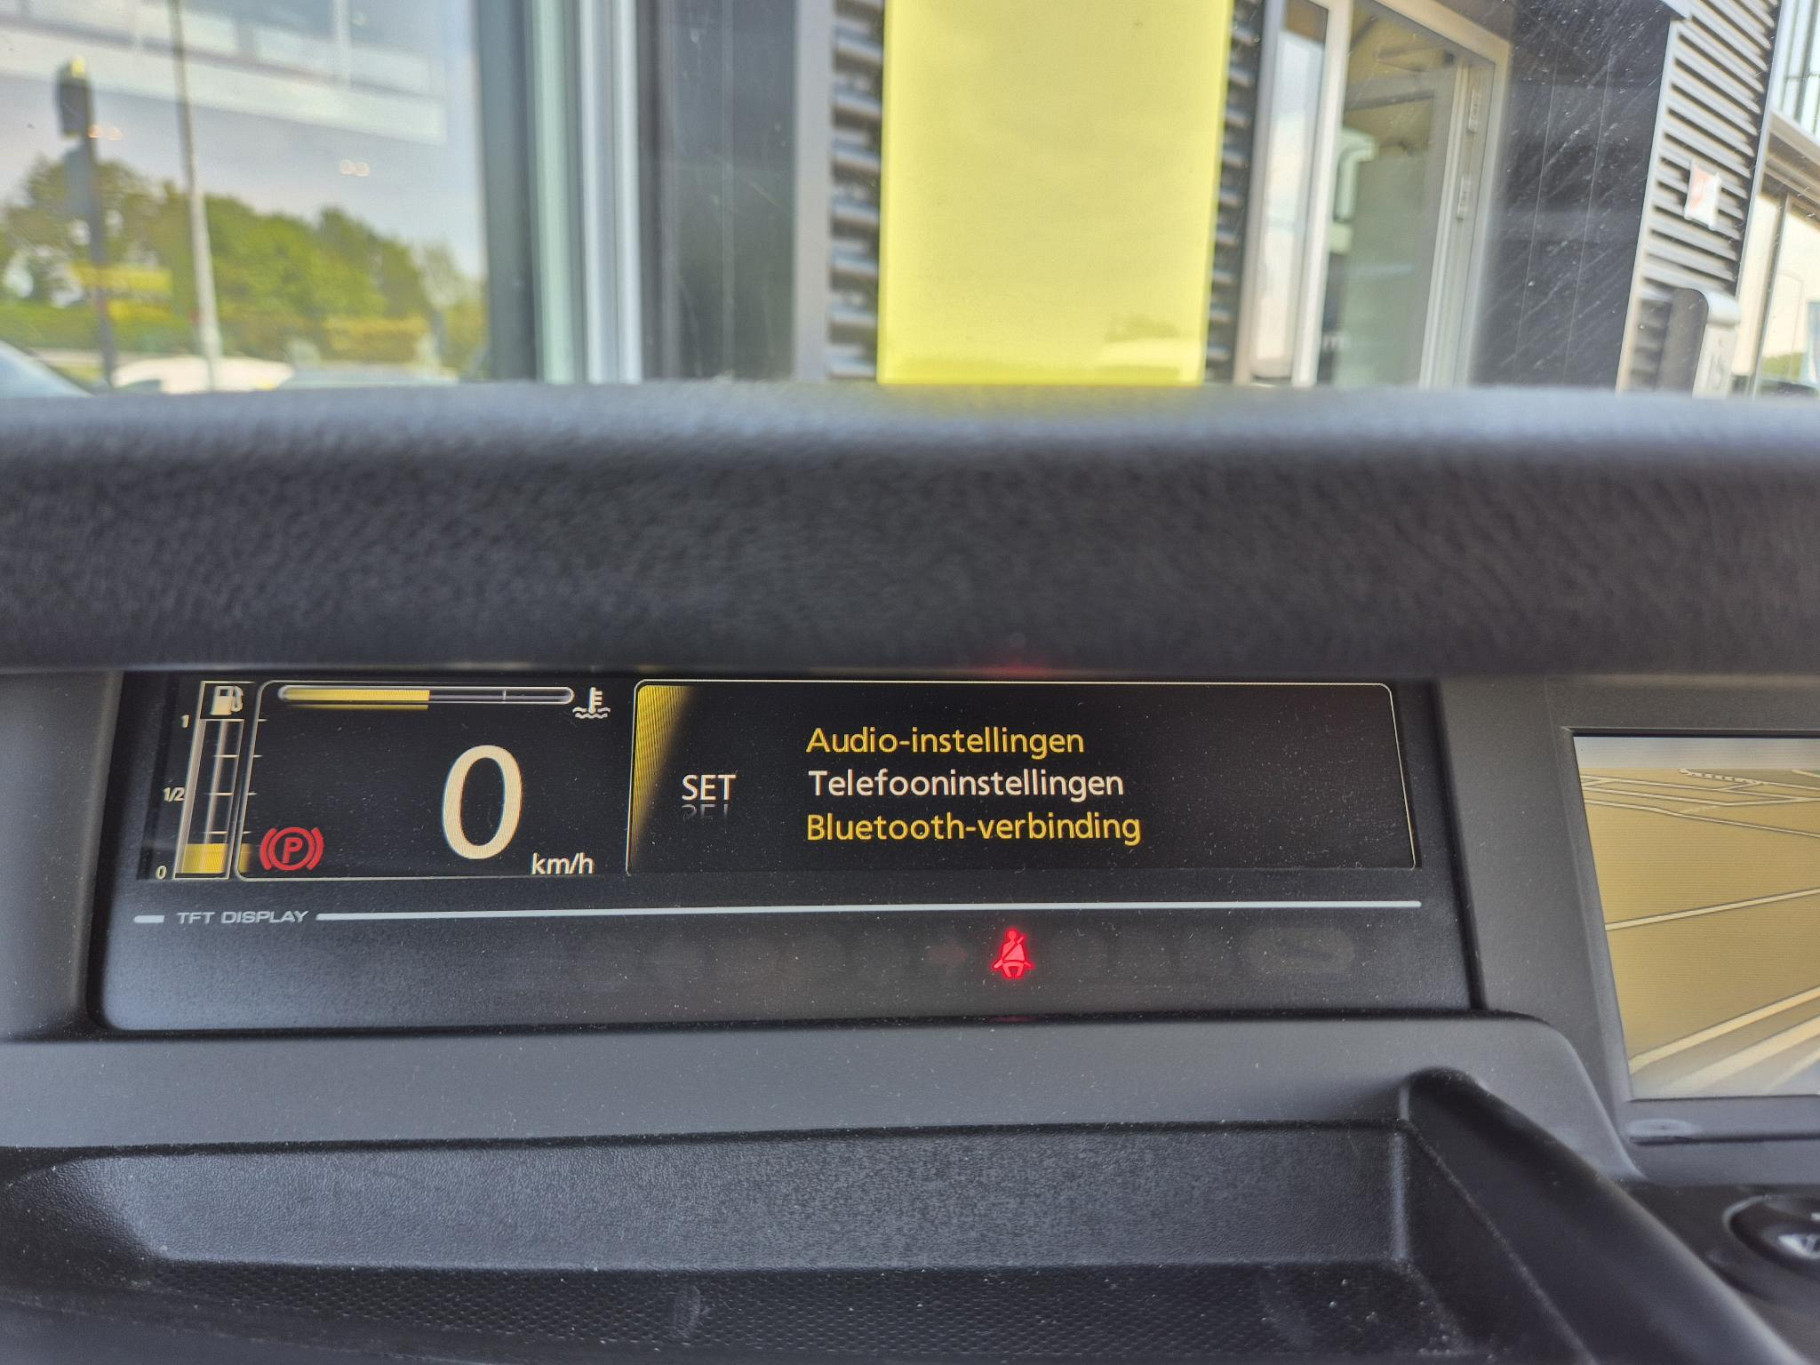 1
1/2
0
P
0
km/h
SET
Audio-instellingen
Telefooninstellingen
Bluetooth-verbinding
TFT DISPLAY